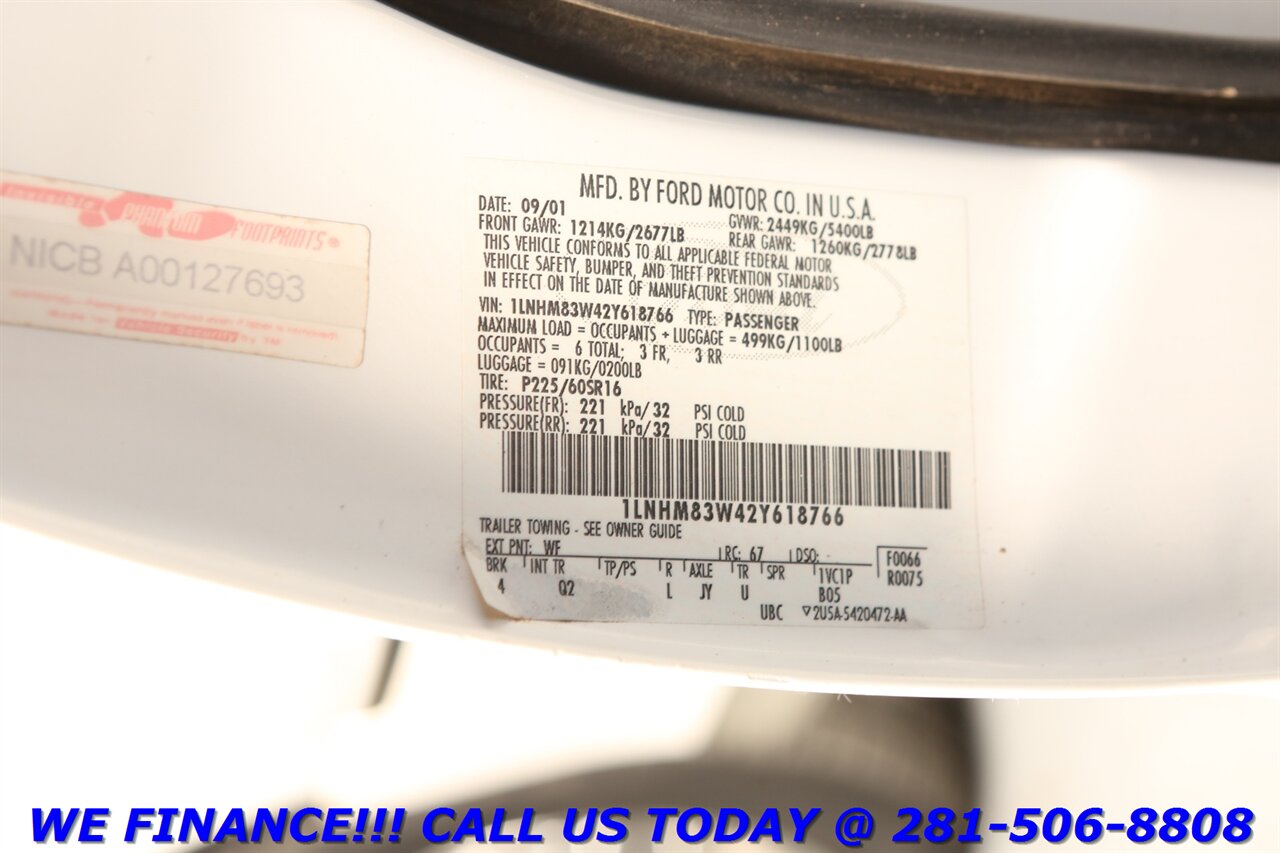 Invisible
PHANTOM
FOOTPRINTS®
NICB A00127693
Vehicle Security by 3M
MFD. BY FORD MOTOR CO. IN U.S.A.
DATE: 09/01 GVWR: 2449KG/5400LB
FRONT GAWR: 1214KG/2677LB REAR GAWR: 1260KG/2778LB
THIS VEHICLE CONFORMS TO ALL APPLICABLE FEDERAL MOTOR
VEHICLE SAFETY, BUMPER, AND THEFT PREVENTION STANDARDS
IN EFFECT ON THE DATE OF MANUFACTURE SHOWN ABOVE.
VIN: 1LNHM83W42Y618766 TYPE: PASSENGER
MAXIMUM LOAD = OCCUPANTS + LUGGAGE = 499KG/1100LB
OCCUPANTS = 6 TOTAL; 3 FR, 3 RR
LUGGAGE = 091KG/0200LB
TIRE: P225/60SR16
PRESSURE(FR): 221 kPa/32 PSI COLD
PRESSURE(RR): 221 kPa/32 PSI COLD
1LNHM83W42Y618766
TRAILER TOWING - SEE OWNER GUIDE
EXT PNT: WF RC: 67 DSO: - F0066
BRK INT TR TP/PS R AXLE TR SPR 1VC1P R0075
4 Q2 L JY U B05
UBC ▽2U5A-5420472-AA
WE FINANCE!!! CALL US TODAY @ 281-506-8808